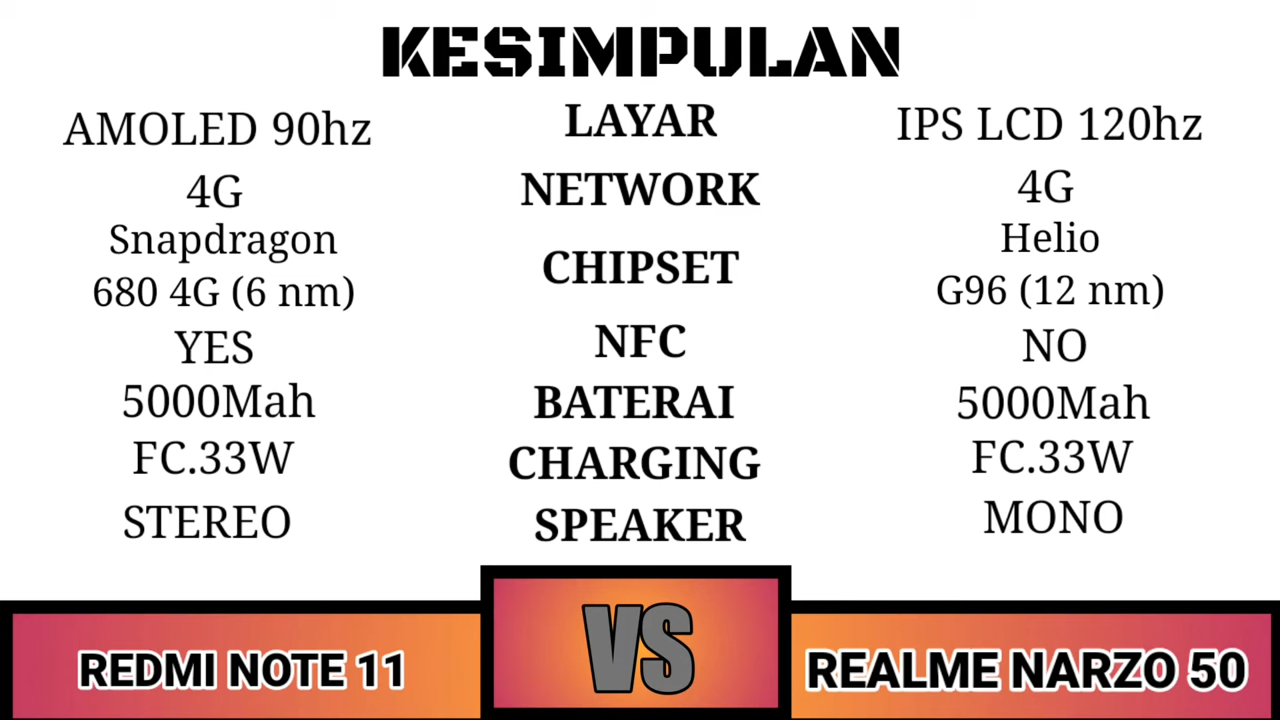 KESIMPULAN
AMOLED 90hz LAYAR IPS LCD 120hz
4G NETWORK 4G
Snapdragon Helio
680 4G (6 nm) CHIPSET G96 (12 nm)
YES NFC NO
5000Mah BATERAI 5000Mah
FC.33W CHARGING FC.33W
STEREO SPEAKER MONO
REDMI NOTE 11 VS REALME NARZO 50